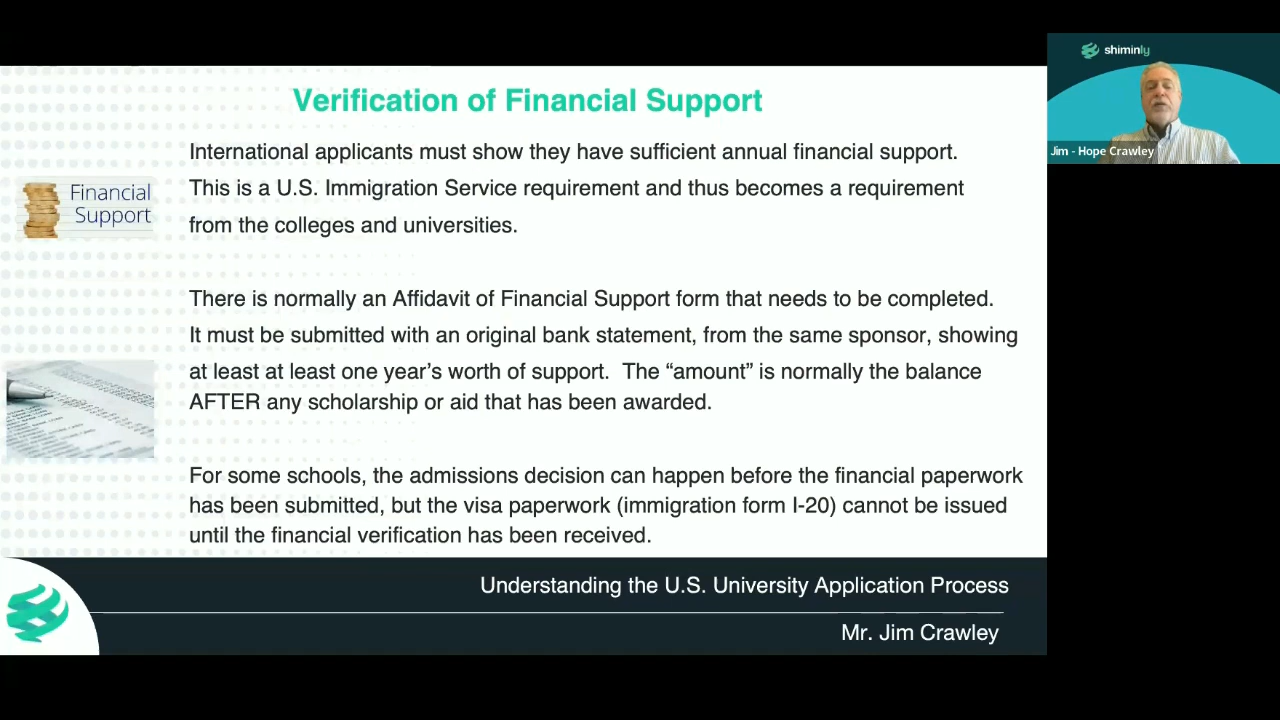 Verification of Financial Support
International applicants must show they have sufficient annual financial support.
This is a U.S. Immigration Service requirement and thus becomes a requirement
from the colleges and universities.
Financial
Support
There is normally an Affidavit of Financial Support form that needs to be completed.
It must be submitted with an original bank statement, from the same sponsor, showing
at least at least one year’s worth of support. The “amount” is normally the balance
AFTER any scholarship or aid that has been awarded.
For some schools, the admissions decision can happen before the financial paperwork
has been submitted, but the visa paperwork (immigration form I-20) cannot be issued
until the financial verification has been received.
Understanding the U.S. University Application Process
Mr. Jim Crawley
shiminly
Jim - Hope Crawley